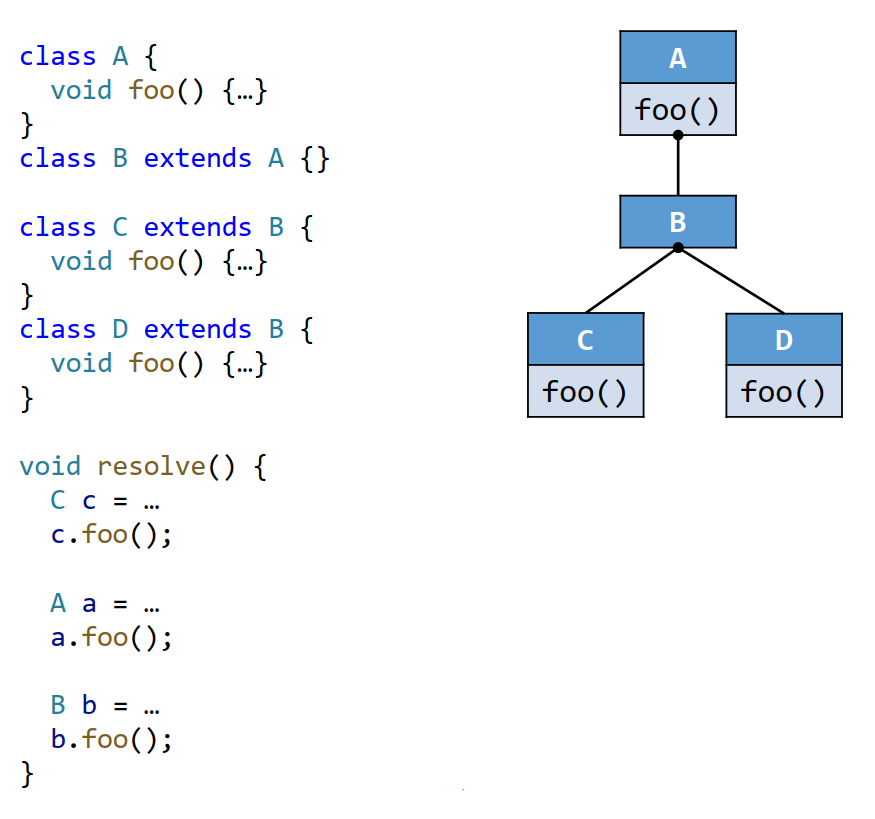 class A {
  void foo() {…}
}
class B extends A {}
class C extends B {
  void foo() {…}
}
class D extends B {
  void foo() {…}
}
void resolve() {
  C c = …
  c.foo();
  A a = …
  a.foo();
  B b = …
  b.foo();
}
A
foo()
B
C
foo()
D
foo()